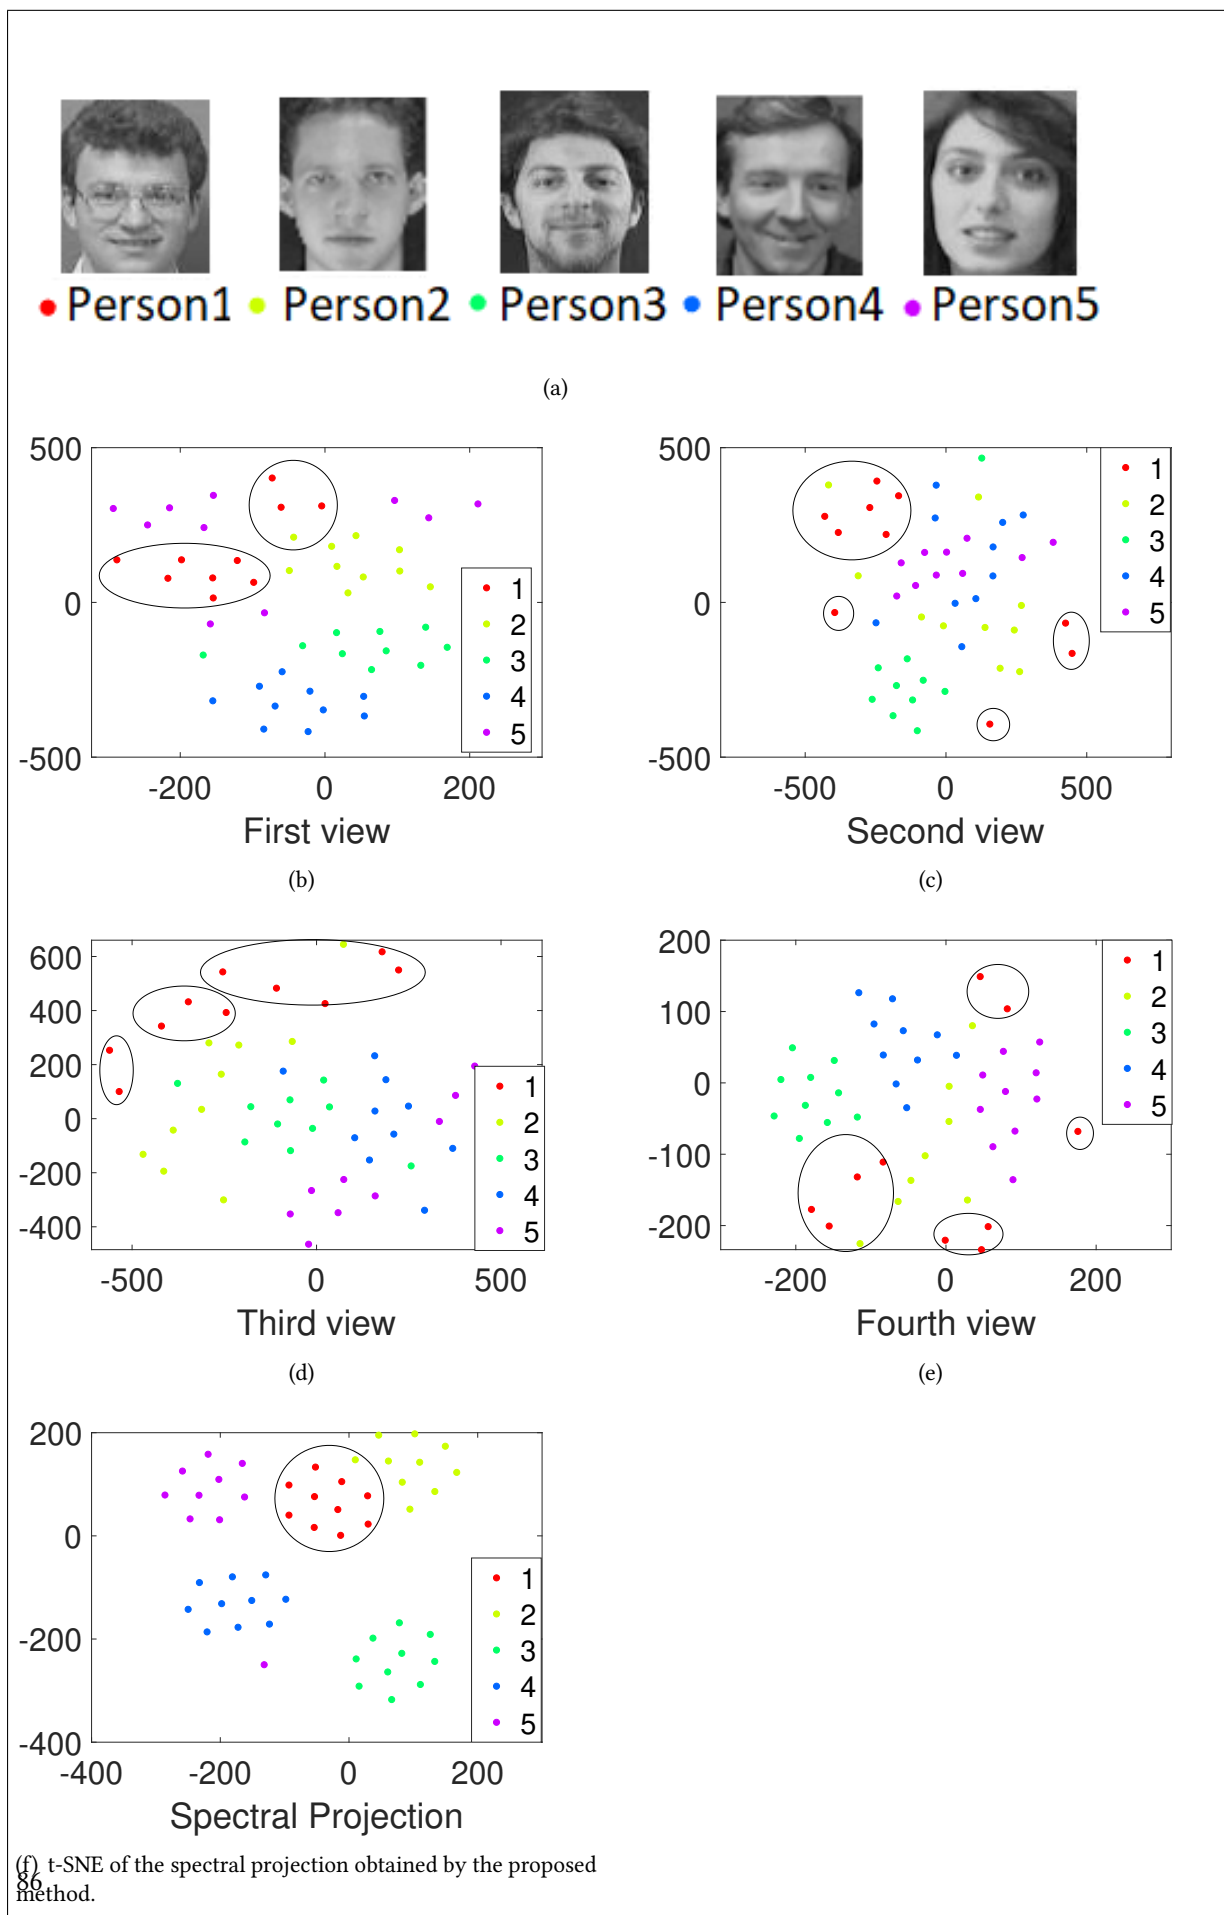 Person1 Person2 Person3 Person4 Person5
(a)
500
0
-500
-200 0 200
First view
1
2
3
4
5
(b)
500
0
-500
-500 0 500
Second view
1
2
3
4
5
(c)
600
400
200
0
-200
-400
-500 0 500
Third view
1
2
3
4
5
(d)
200
100
0
-100
-200
-200 0 200
Fourth view
1
2
3
4
5
(e)
200
0
-200
-400
-400 -200 0 200
Spectral Projection
1
2
3
4
5
(f) t-SNE of the spectral projection obtained by the proposed
method.
86